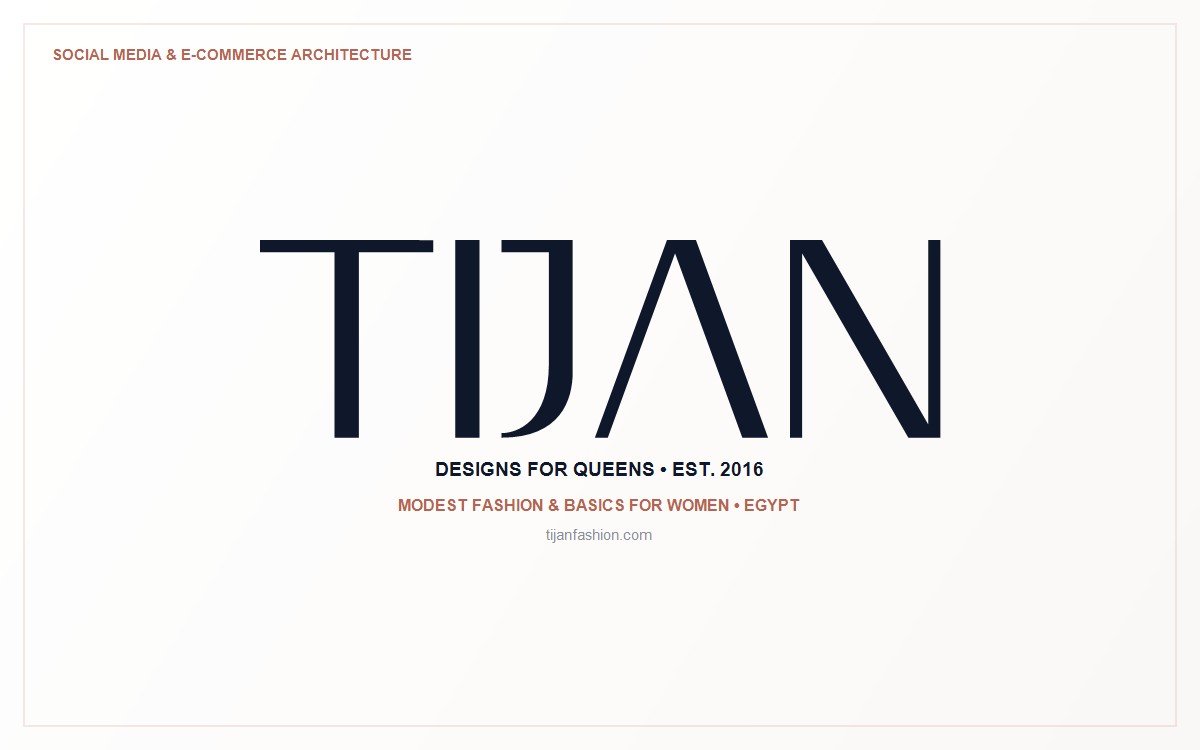 SOCIAL MEDIA & E-COMMERCE ARCHITECTURE
TIJAN
DESIGNS FOR QUEENS • EST. 2016
MODEST FASHION & BASICS FOR WOMEN • EGYPT
tijanfashion.com